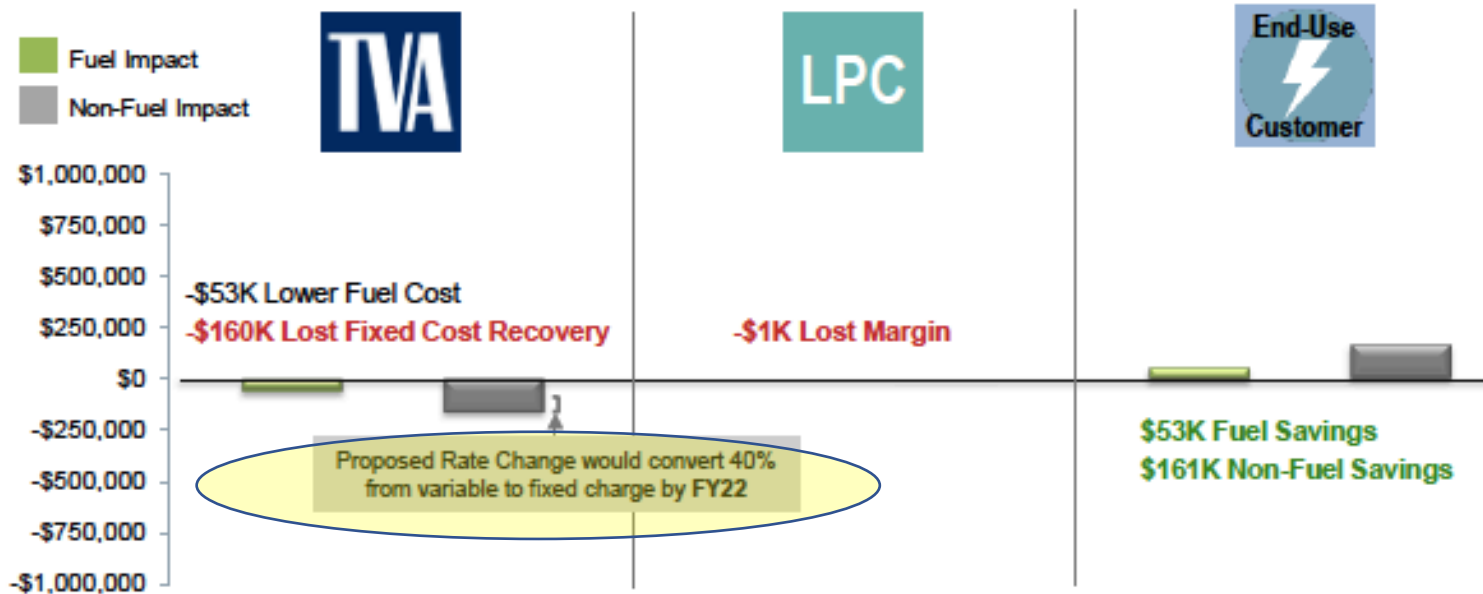 Fuel Impact
Non-Fuel Impact
TVA
LPC
End-Use
Customer
$1,000,000
$750,000
$500,000
$250,000
$0
-$250,000
-$500,000
-$750,000
-$1,000,000
-$53K Lower Fuel Cost
-$160K Lost Fixed Cost Recovery
-$1K Lost Margin
Proposed Rate Change would convert 40%
from variable to fixed charge by FY22
$53K Fuel Savings
$161K Non-Fuel Savings